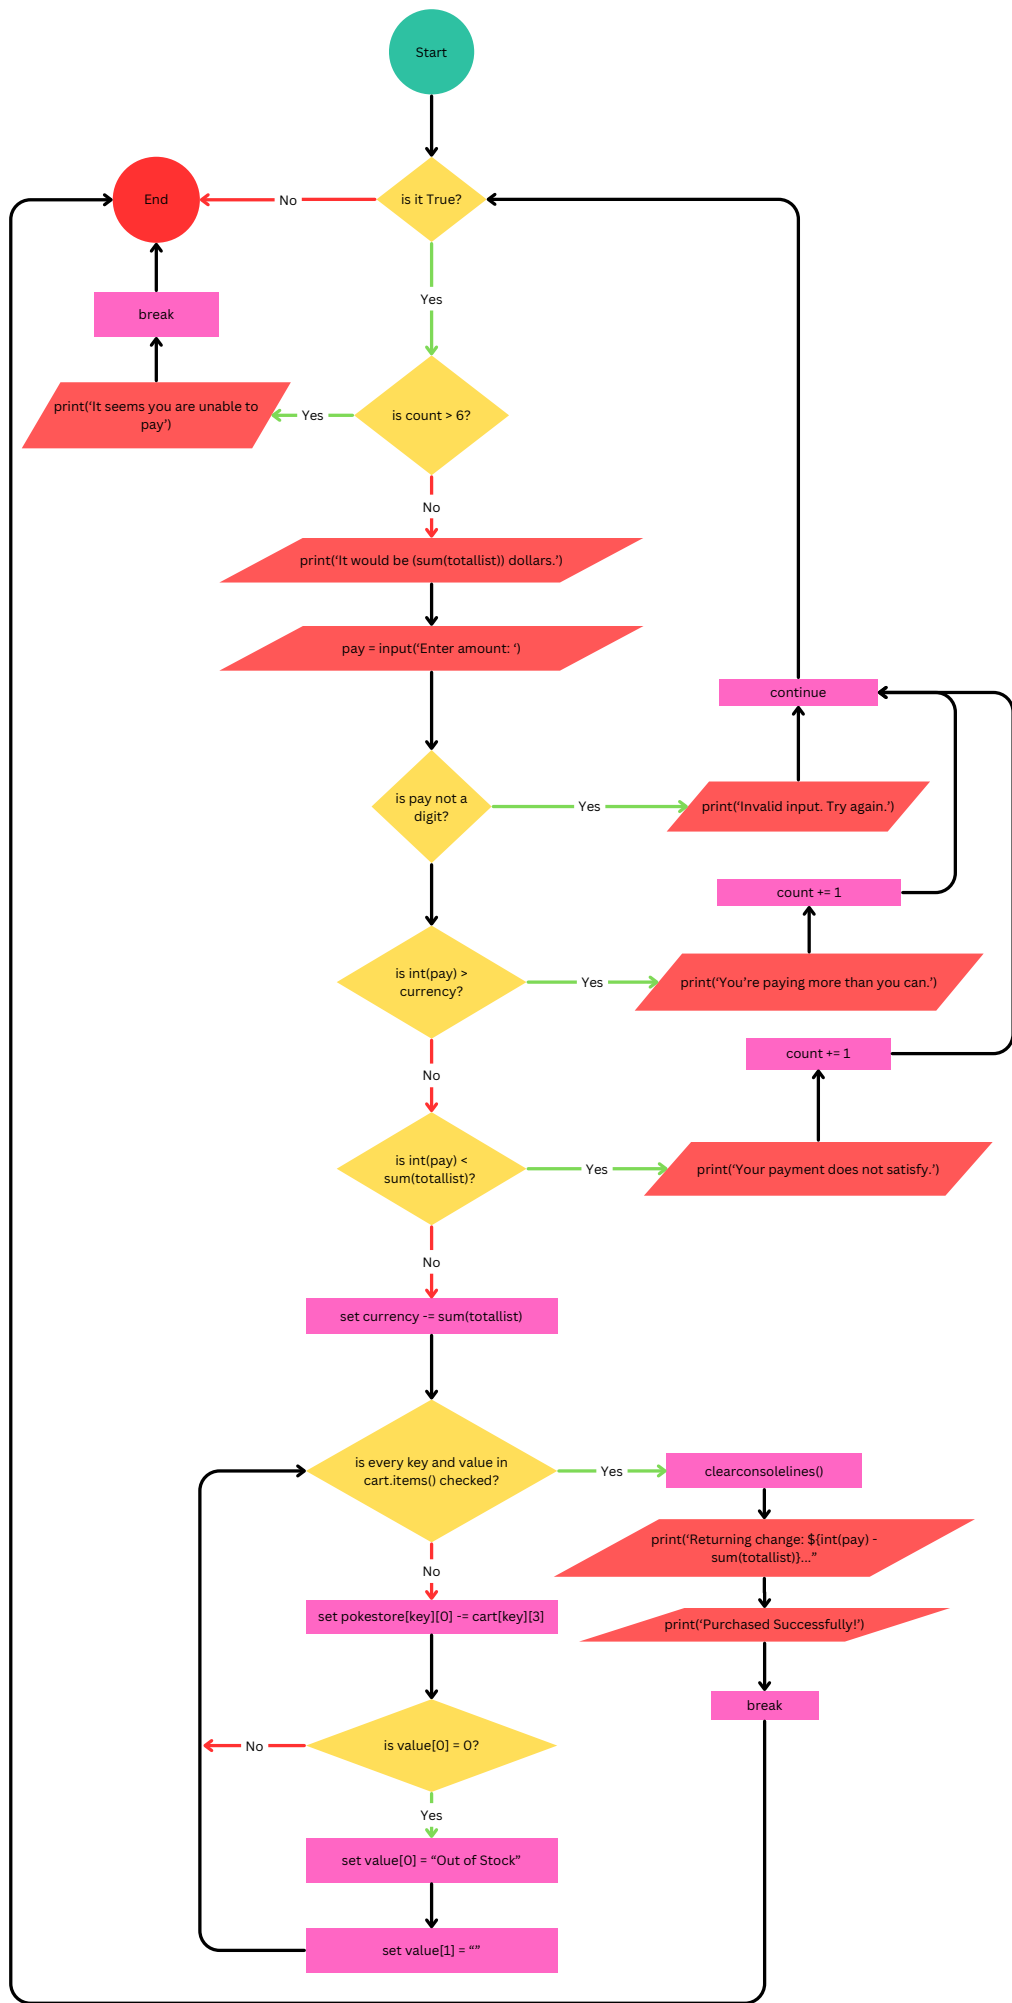 Start
End
No
is it True?
Yes
break
print(‘It seems you are unable to
pay’)
Yes
is count > 6?
No
print(‘It would be (sum(totallist)) dollars.’)
pay = input(‘Enter amount: ‘)
continue
is pay not a
digit?
Yes
print(‘Invalid input. Try again.’)
count += 1
is int(pay) >
currency?
Yes
print(‘You’re paying more than you can.’)
No
count += 1
is int(pay) <
sum(totallist)?
Yes
print(‘Your payment does not satisfy.’)
No
set currency -= sum(totallist)
is every key and value in
cart.items() checked?
Yes
clearconsolelines()
print(‘Returning change: ${int(pay) -
sum(totallist)}...”
No
set pokestore[key][0] -= cart[key][3]
print(‘Purchased Successfully!’)
break
is value[0] = 0?
No
Yes
set value[0] = “Out of Stock”
set value[1] = “”